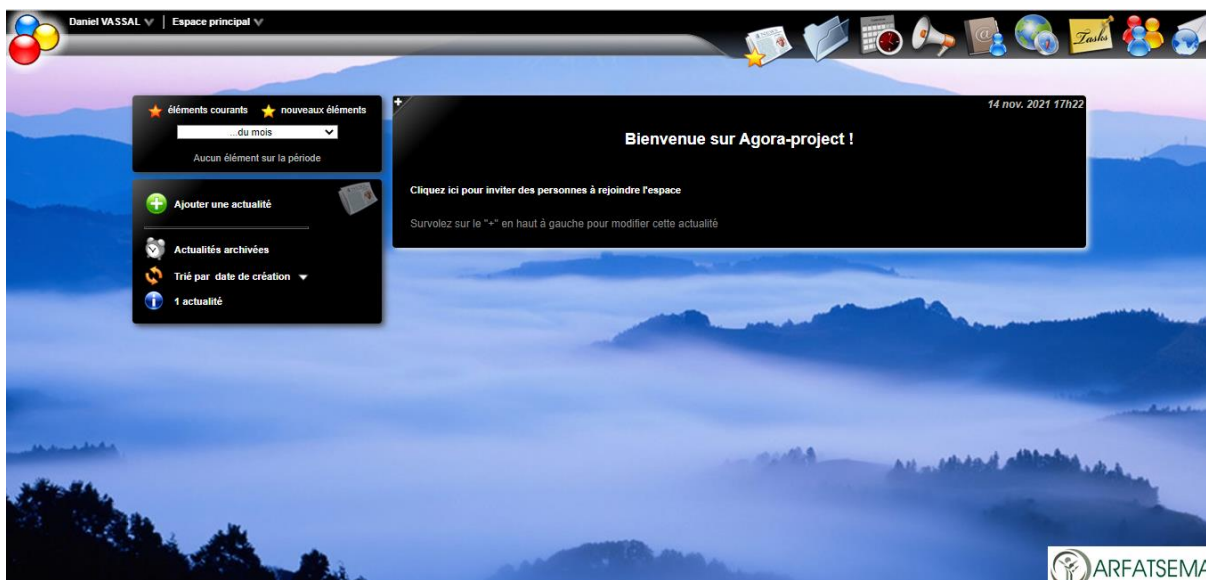 Daniel VASSAL
Espace principal
Tasks
éléments courants nouveaux éléments
...du mois
Aucun élément sur la période
Ajouter une actualité
Actualités archivées
Trié par date de création
1 actualité
14 nov. 2021 17h22
Bienvenue sur Agora-project !
Cliquez ici pour inviter des personnes à rejoindre l'espace
Survolez sur le "+" en haut à gauche pour modifier cette actualité
ARFATSEMA